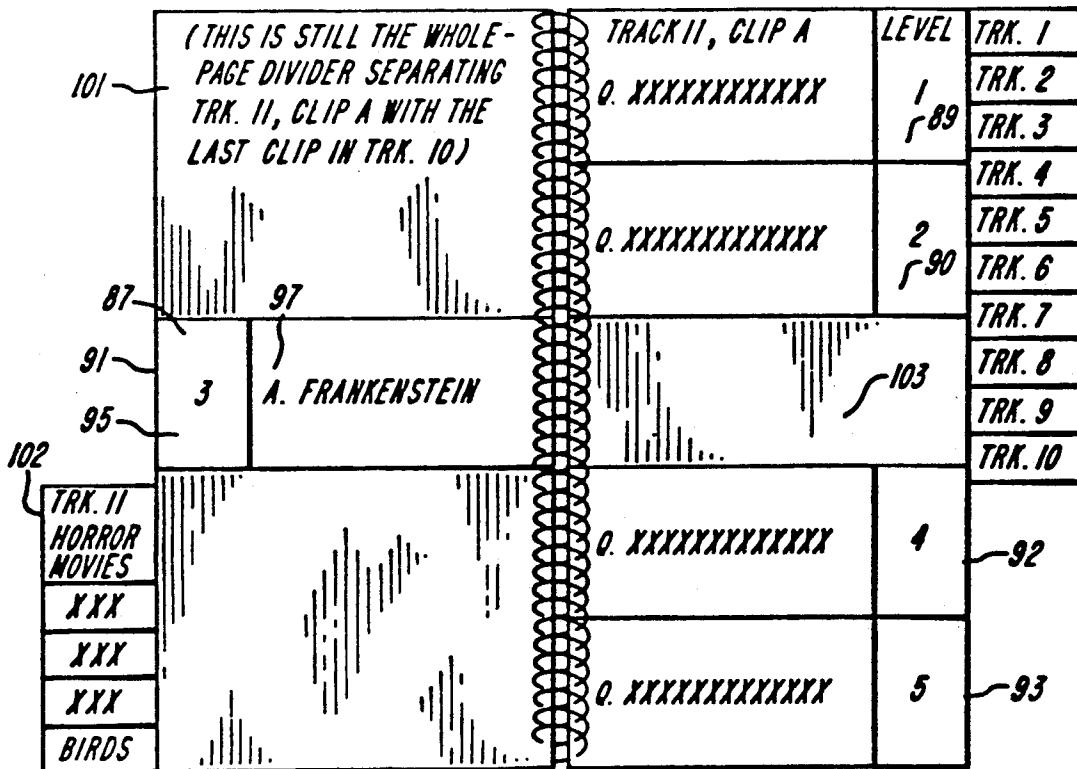 (THIS IS STILL THE WHOLE-
PAGE DIVIDER SEPARATING
TRK. 11, CLIP A WITH THE
LAST CLIP IN TRK. 10)
101
87
97
91
3
A. FRANKENSTEIN
95
102
TRK. 11
HORROR
MOVIES
XXX
XXX
XXX
BIRDS
TRACK 11, CLIP A
LEVEL
Q. XXXXXXXXXXXX
1
89
Q. XXXXXXXXXXXXX
2
90
103
Q. XXXXXXXXXXXXX
4
92
Q. XXXXXXXXXXXXX
5
93
TRK. 1
TRK. 2
TRK. 3
TRK. 4
TRK. 5
TRK. 6
TRK. 7
TRK. 8
TRK. 9
TRK. 10